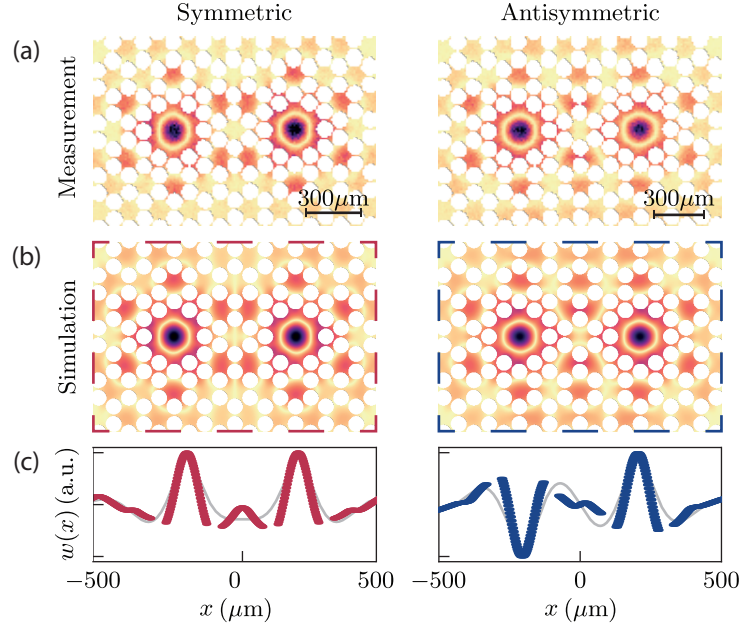 Symmetric
Antisymmetric
(a)
Measurement
300μm
300μm
(b)
Simulation
(c)
w(x) (a.u.)
−500
0
500
−500
0
500
x (μm)
x (μm)